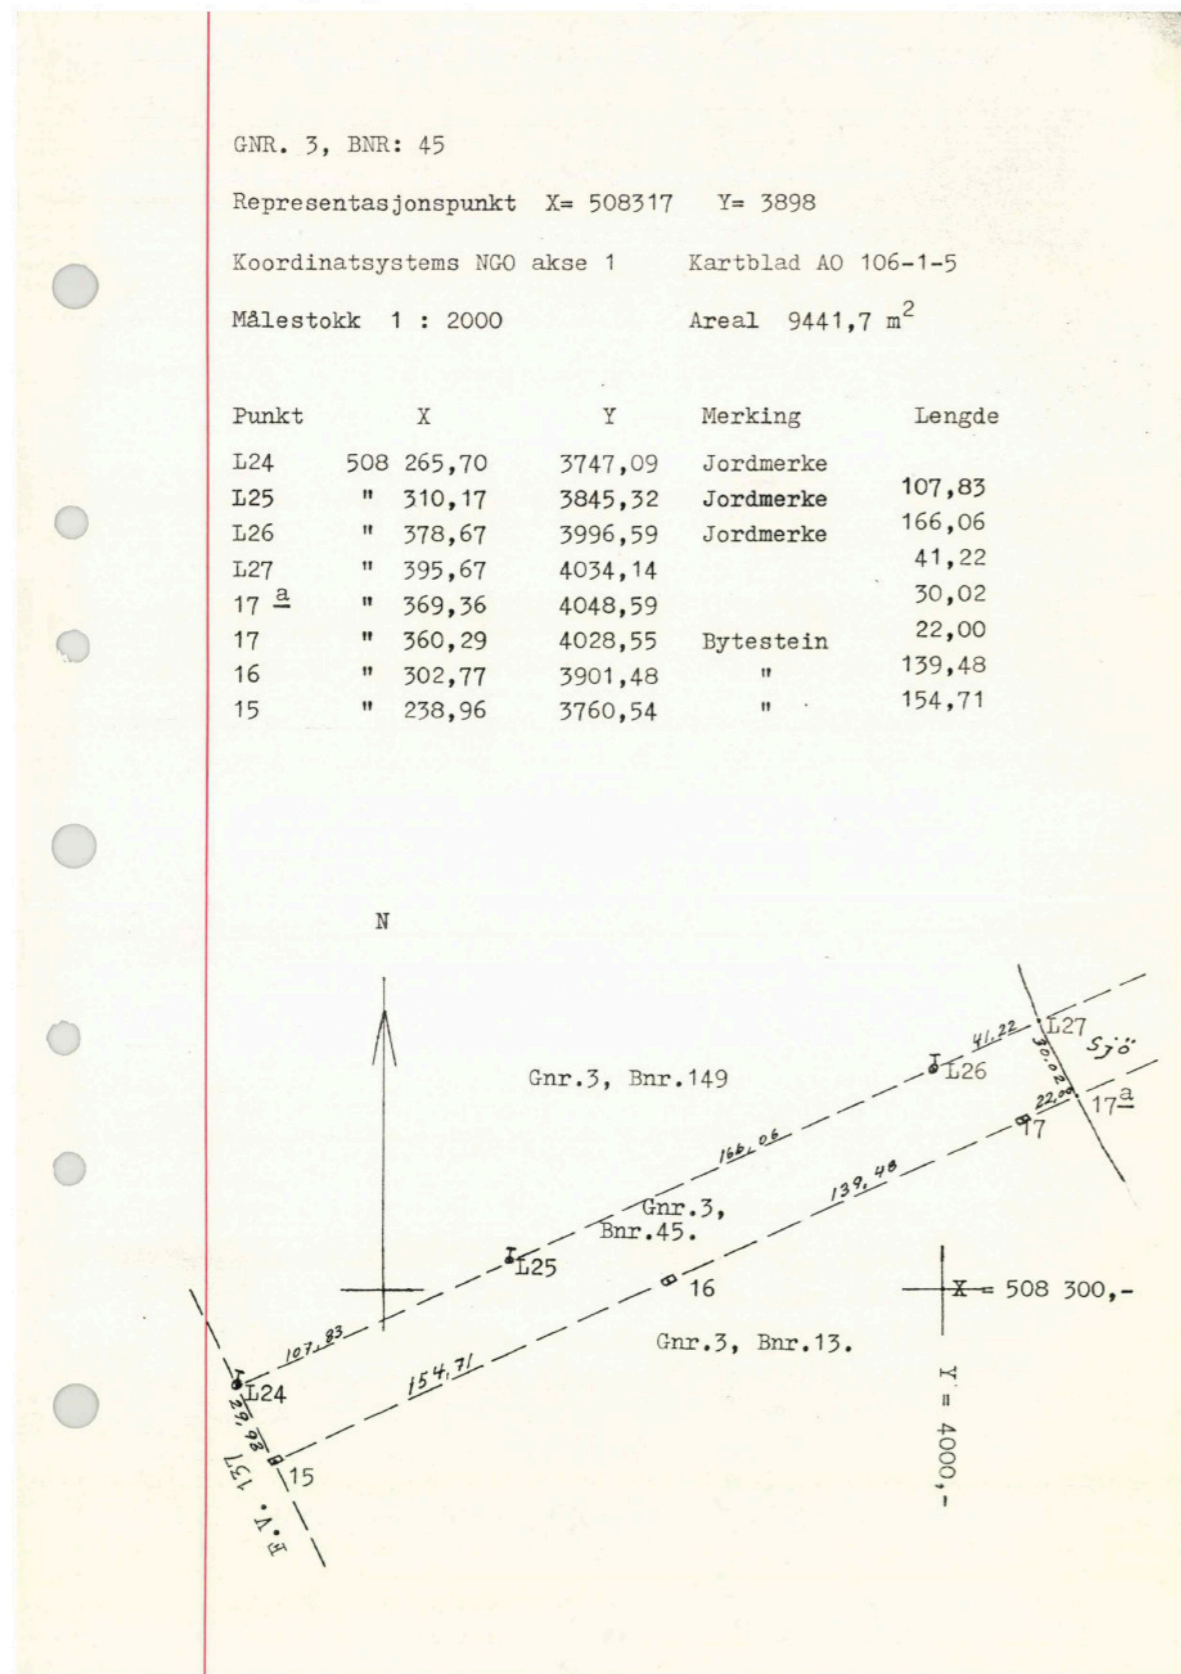 GNR. 3, BNR: 45
Representasjonspunkt X= 508317 Y= 3898
Koordinatsystems NGO akse 1 Kartblad AO 106-1-5
Målestokk 1 : 2000 Areal 9441,7 m²
Punkt X Y Merking Lengde
L24 508 265,70 3747,09 Jordmerke
107,83
L25 " 310,17 3845,32 Jordmerke
166,06
L26 " 378,67 3996,59 Jordmerke
41,22
L27 " 395,67 4034,14
30,02
17 a " 369,36 4048,59
22,00
17 " 360,29 4028,55 Bytestein
139,48
16 " 302,77 3901,48 "
154,71
15 " 238,96 3760,54 "
N
41,22
L27
Sjö
30,02
L26
Gnr.3, Bnr.149
22,00
17a
17
166,06
139,48
Gnr.3,
Bnr.45.
L25
16
X = 508 300,-
107,83
Gnr.3, Bnr.13.
154,71
L24
29,93
Y = 4000,-
15
E.V. 137